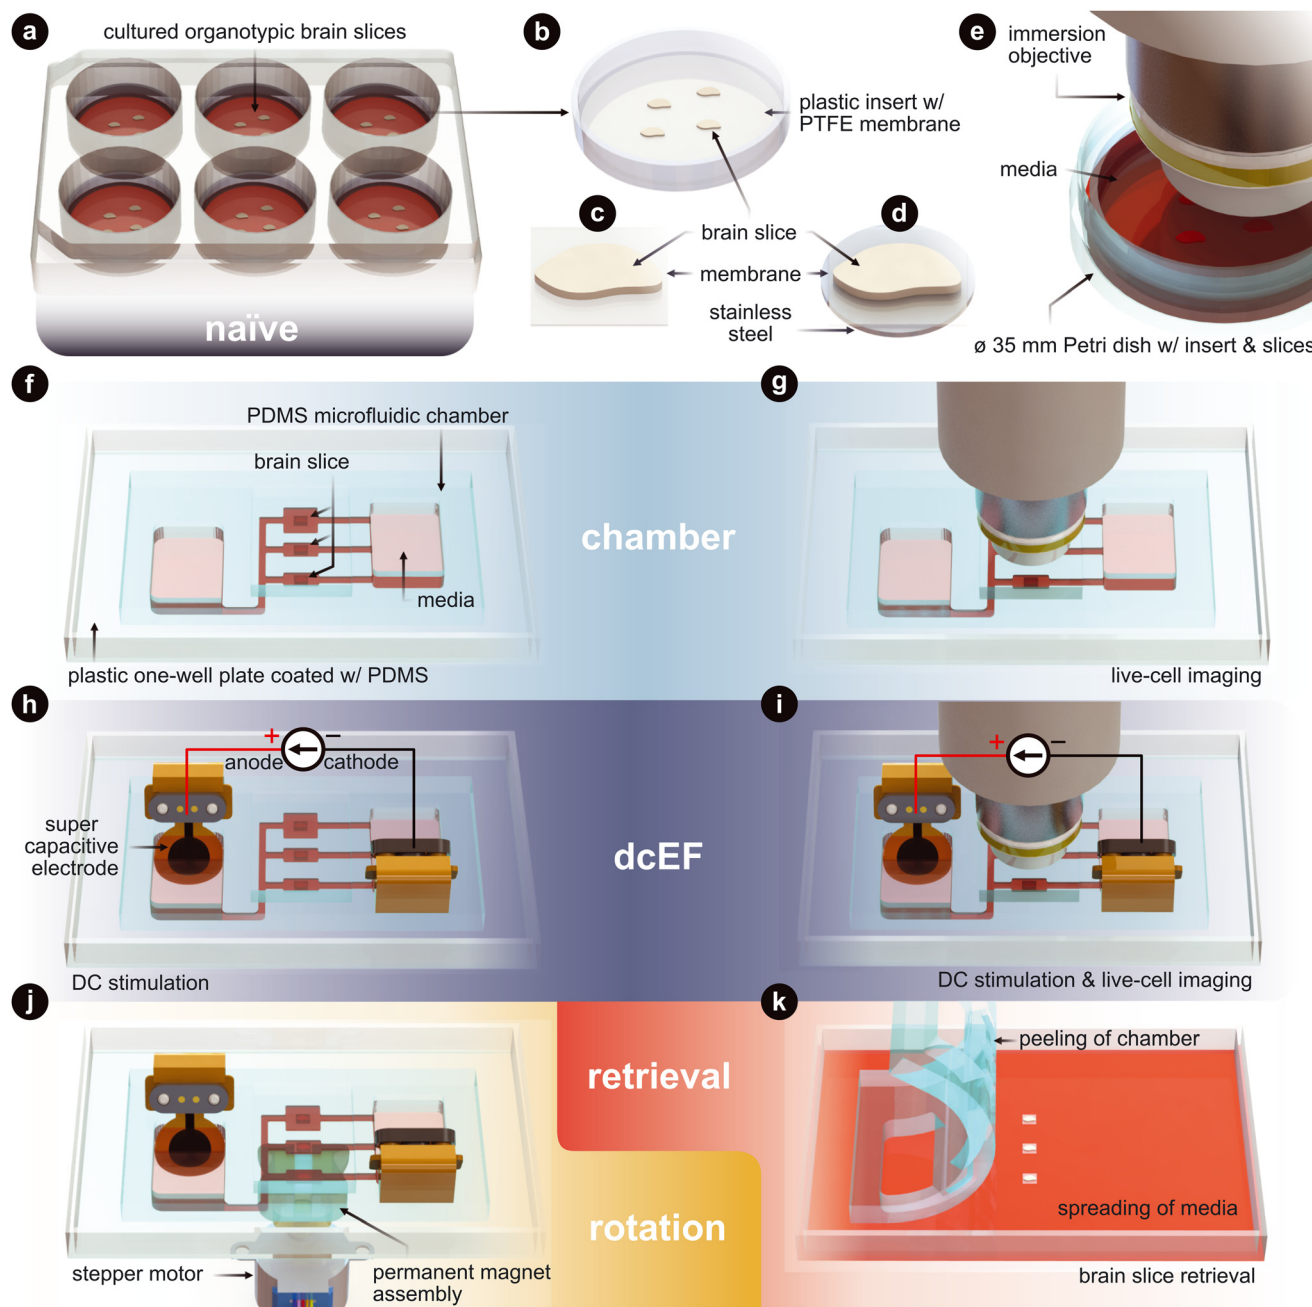 a
cultured organotypic brain slices
naïve
b
plastic insert w/
PTFE membrane
c
d
brain slice
membrane
stainless
steel
e
immersion
objective
media
ø 35 mm Petri dish w/ insert & slices
f
PDMS microfluidic chamber
brain slice
media
plastic one-well plate coated w/ PDMS
chamber
g
live-cell imaging
h
+
−
anode
cathode
super
capacitive
electrode
DC stimulation
dcEF
i
+
−
DC stimulation & live-cell imaging
j
stepper motor
permanent magnet
assembly
retrieval
rotation
k
peeling of chamber
spreading of media
brain slice retrieval